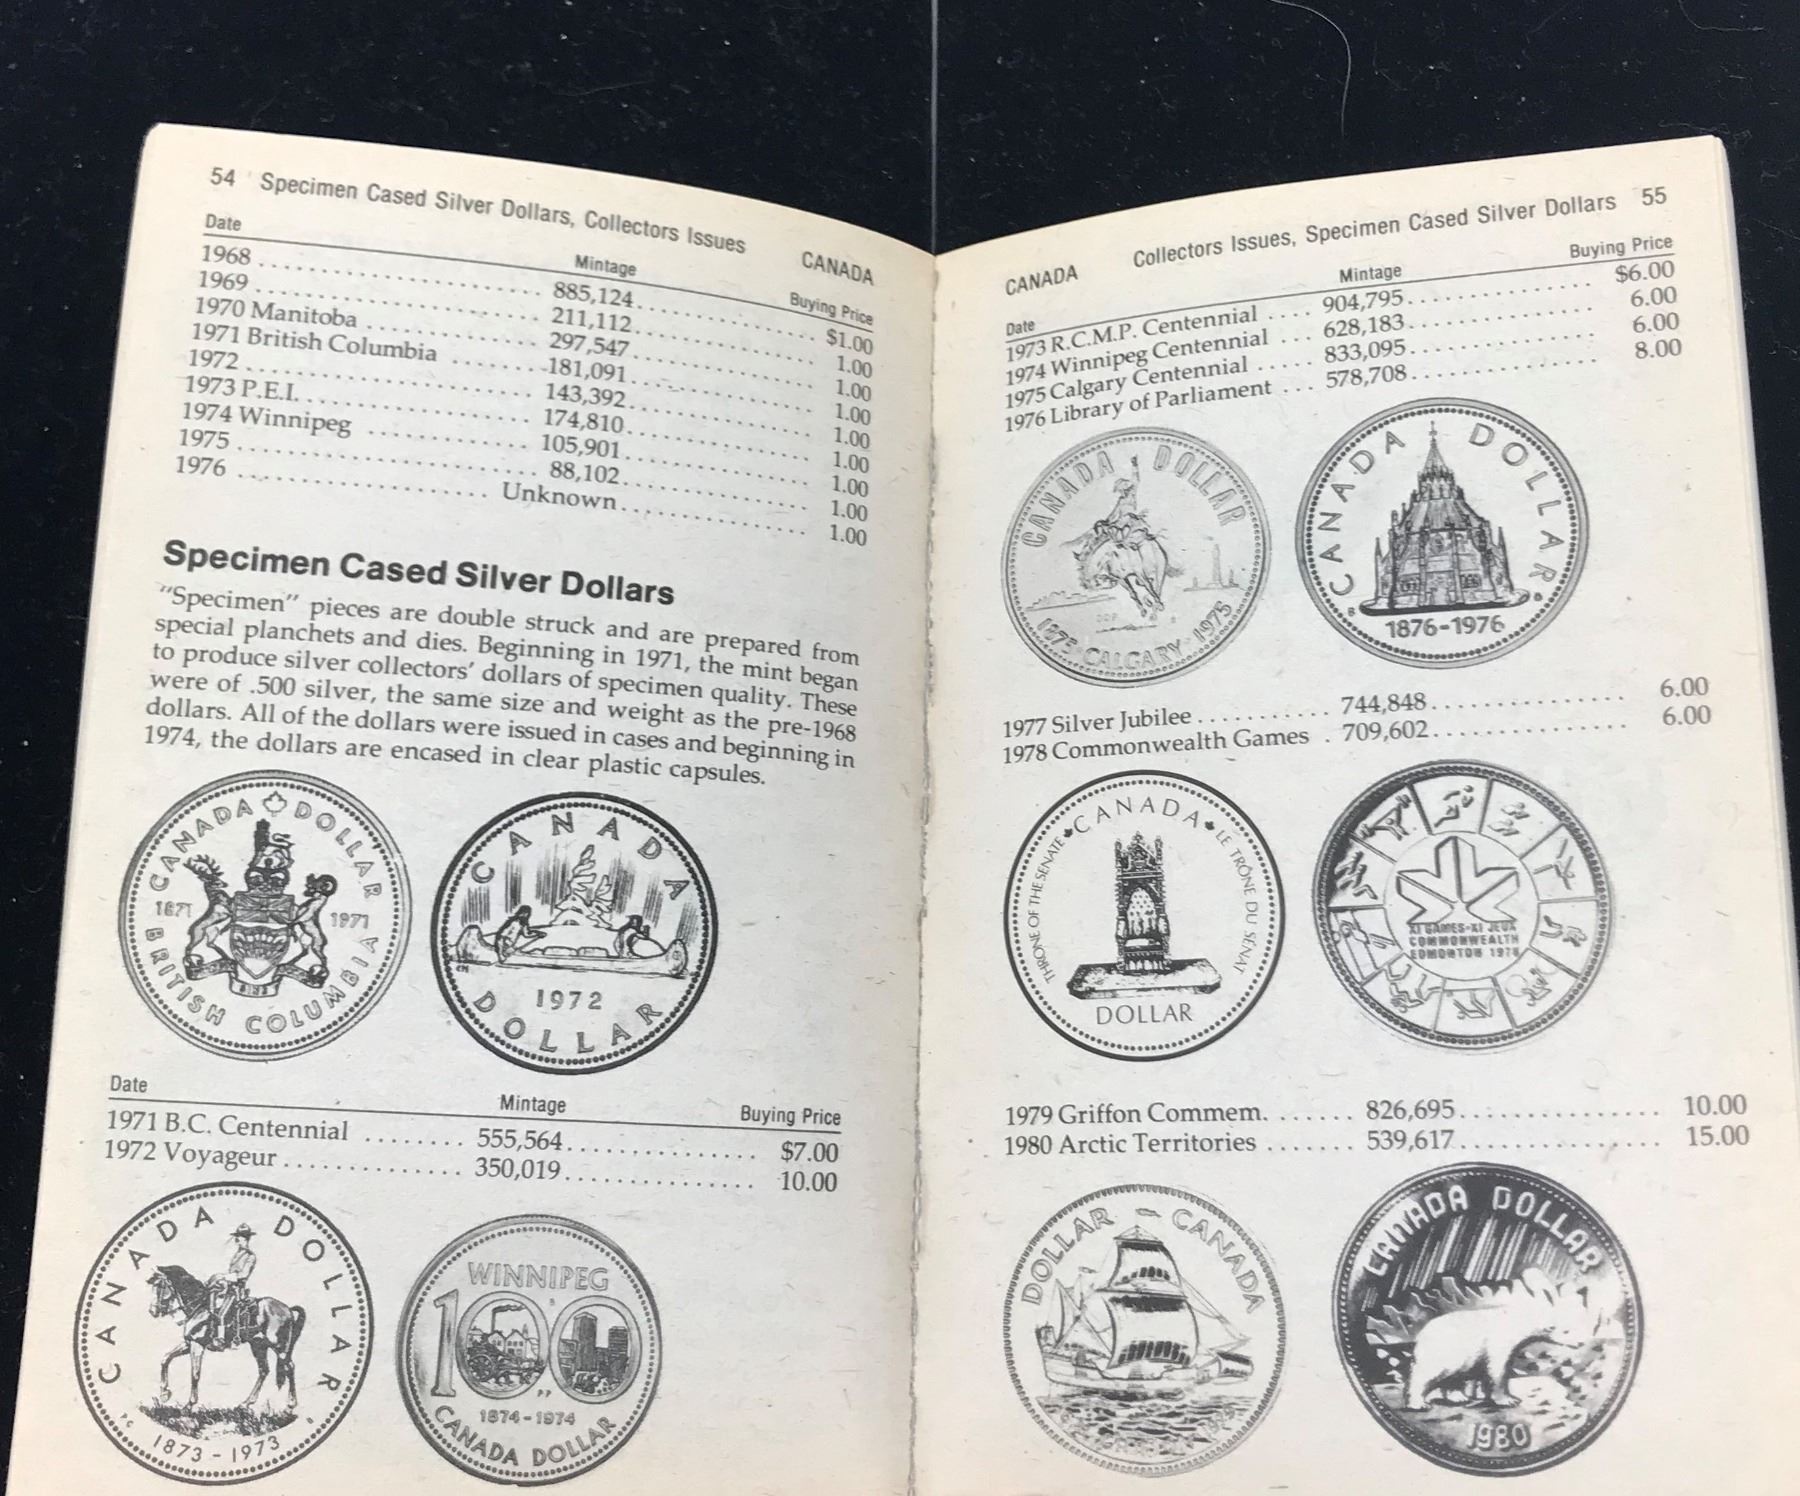 54 Specimen Cased Silver Dollars, Collectors Issues CANADA
Date Mintage Buying Price
1968 885,124 $1.00
1969 211,112 1.00
1970 Manitoba 297,547 1.00
1971 British Columbia 181,091 1.00
1972 143,392 1.00
1973 P.E.I. 174,810 1.00
1974 Winnipeg 105,901 1.00
1975 88,102 1.00
1976 Unknown 1.00
Specimen Cased Silver Dollars
"Specimen" pieces are double struck and are prepared from
special planchets and dies. Beginning in 1971, the mint began
to produce silver collectors' dollars of specimen quality. These
were of .500 silver, the same size and weight as the pre-1968
dollars. All of the dollars were issued in cases and beginning in
1974, the dollars are encased in clear plastic capsules.
CANADA DOLLAR
1871 1971
BRITISH COLUMBIA
CANADA
1972
DOLLAR
Date Mintage Buying Price
1971 B.C. Centennial 555,564 $7.00
1972 Voyageur 350,019 10.00
CANADA DOLLAR
1873-1973
WINNIPEG
100
1874-1974
CANADA DOLLAR
CANADA Collectors Issues, Specimen Cased Silver Dollars 55
Date Mintage Buying Price
1973 R.C.M.P. Centennial 904,795 $6.00
1974 Winnipeg Centennial 628,183 6.00
1975 Calgary Centennial 833,095 6.00
1976 Library of Parliament 578,708 8.00
CANADA DOLLAR
1875 CALGARY 1975
CANADA DOLLAR
1876-1976
1977 Silver Jubilee 744,848 6.00
1978 Commonwealth Games 709,602 6.00
CANADA
THRONE OF THE SENATE
LE TRÔNE DU SÉNAT
DOLLAR
XI GAMES-XI JEUX
COMMONWEALTH
EDMONTON 1978
1979 Griffon Commem. 826,695 10.00
1980 Arctic Territories 539,617 15.00
DOLLAR CANADA
CANADA DOLLAR
1980